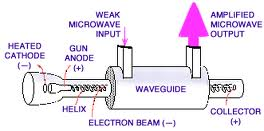 WEAK
MICROWAVE
INPUT
AMPLIFIED
MICROWAVE
OUTPUT
HEATED
CATHODE
(−)
GUN
ANODE
(+)
WAVEGUIDE
HELIX
ELECTRON BEAM (−)
COLLECTOR
(+)